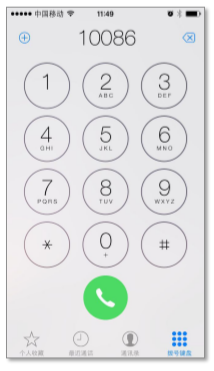 中国移动 11:49
10086
1 2 ABC 3 DEF
4 GHI 5 JKL 6 MNO
7 PQRS 8 TUV 9 WXYZ
* 0 + #
个人收藏 最近通话 通讯录 拨号键盘